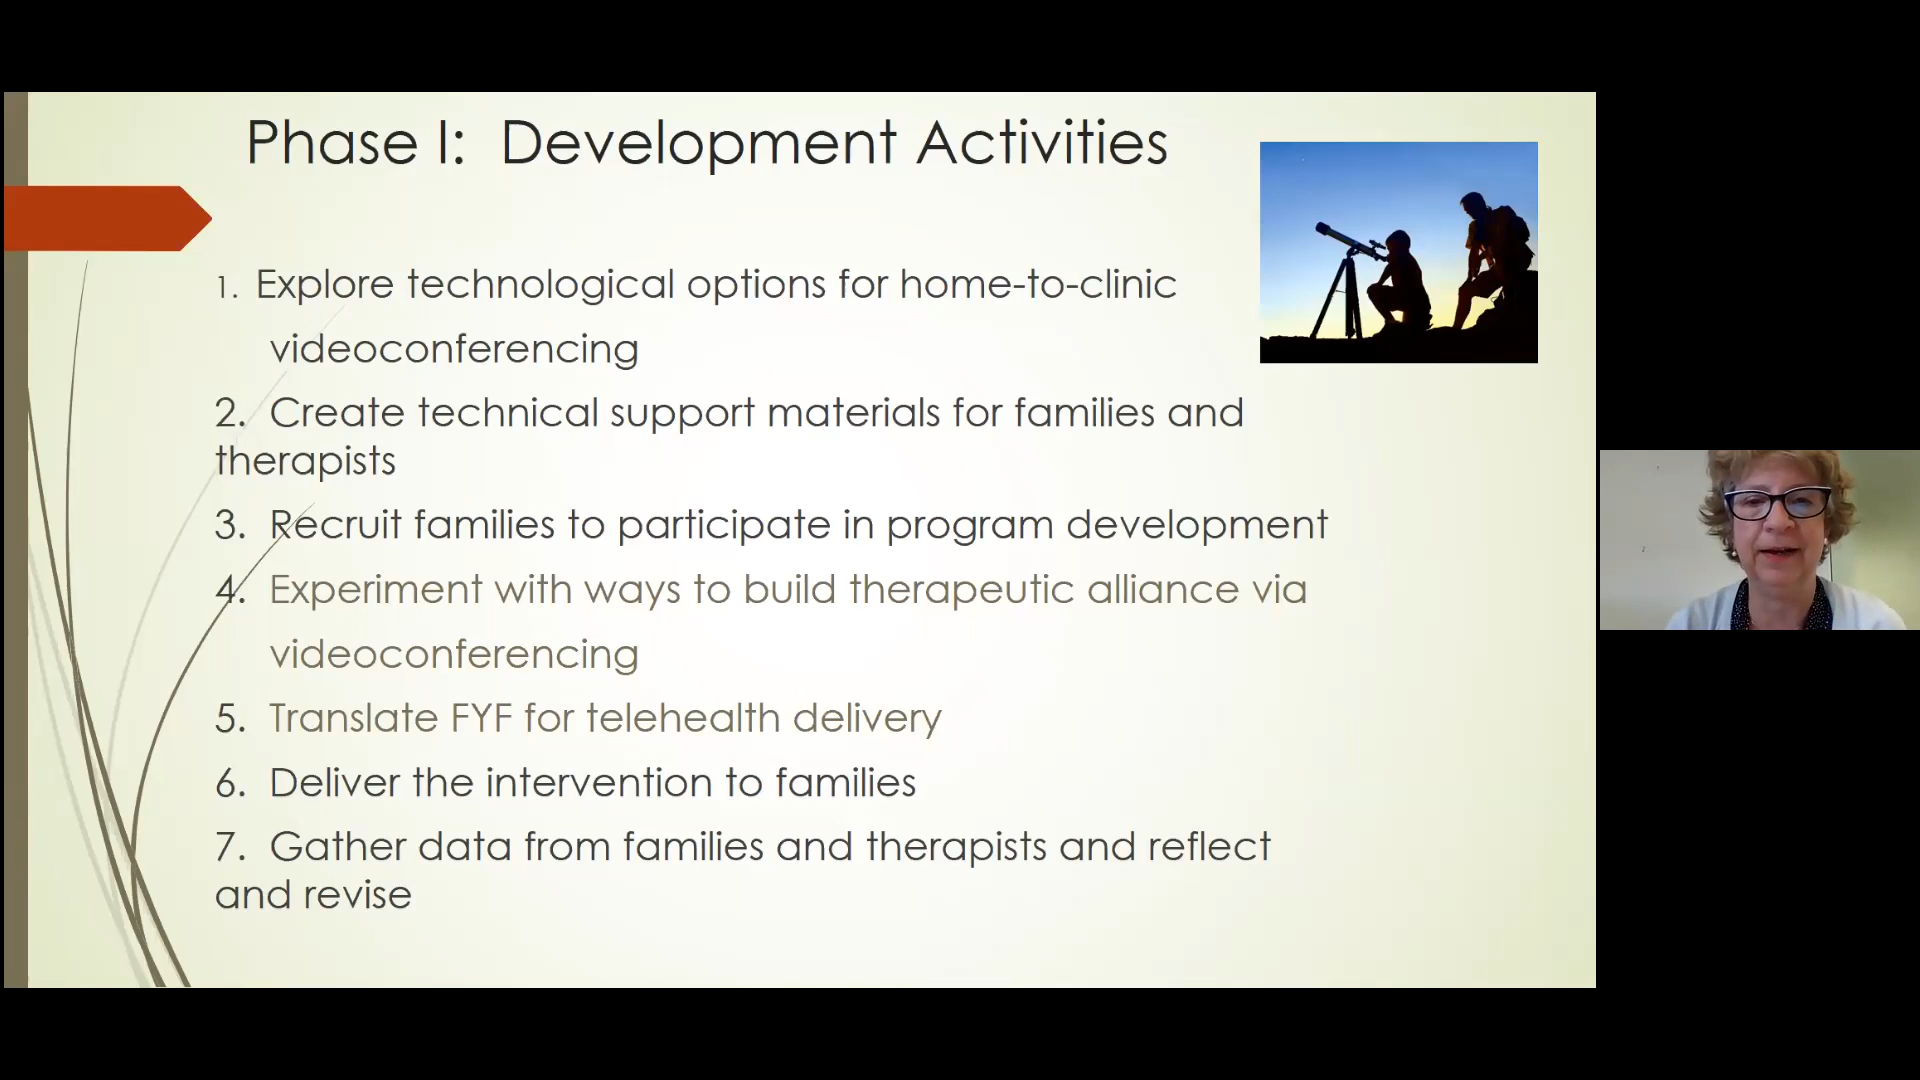 Phase I: Development Activities
1. Explore technological options for home-to-clinic
videoconferencing
2. Create technical support materials for families and
therapists
3. Recruit families to participate in program development
4. Experiment with ways to build therapeutic alliance via
videoconferencing
5. Translate FYF for telehealth delivery
6. Deliver the intervention to families
7. Gather data from families and therapists and reflect
and revise